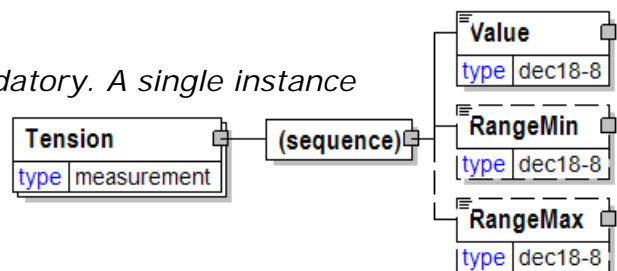 Value
type dec18-8
datory. A single instance
Tension
type measurement
(sequence)
RangeMin
type dec18-8
RangeMax
type dec18-8